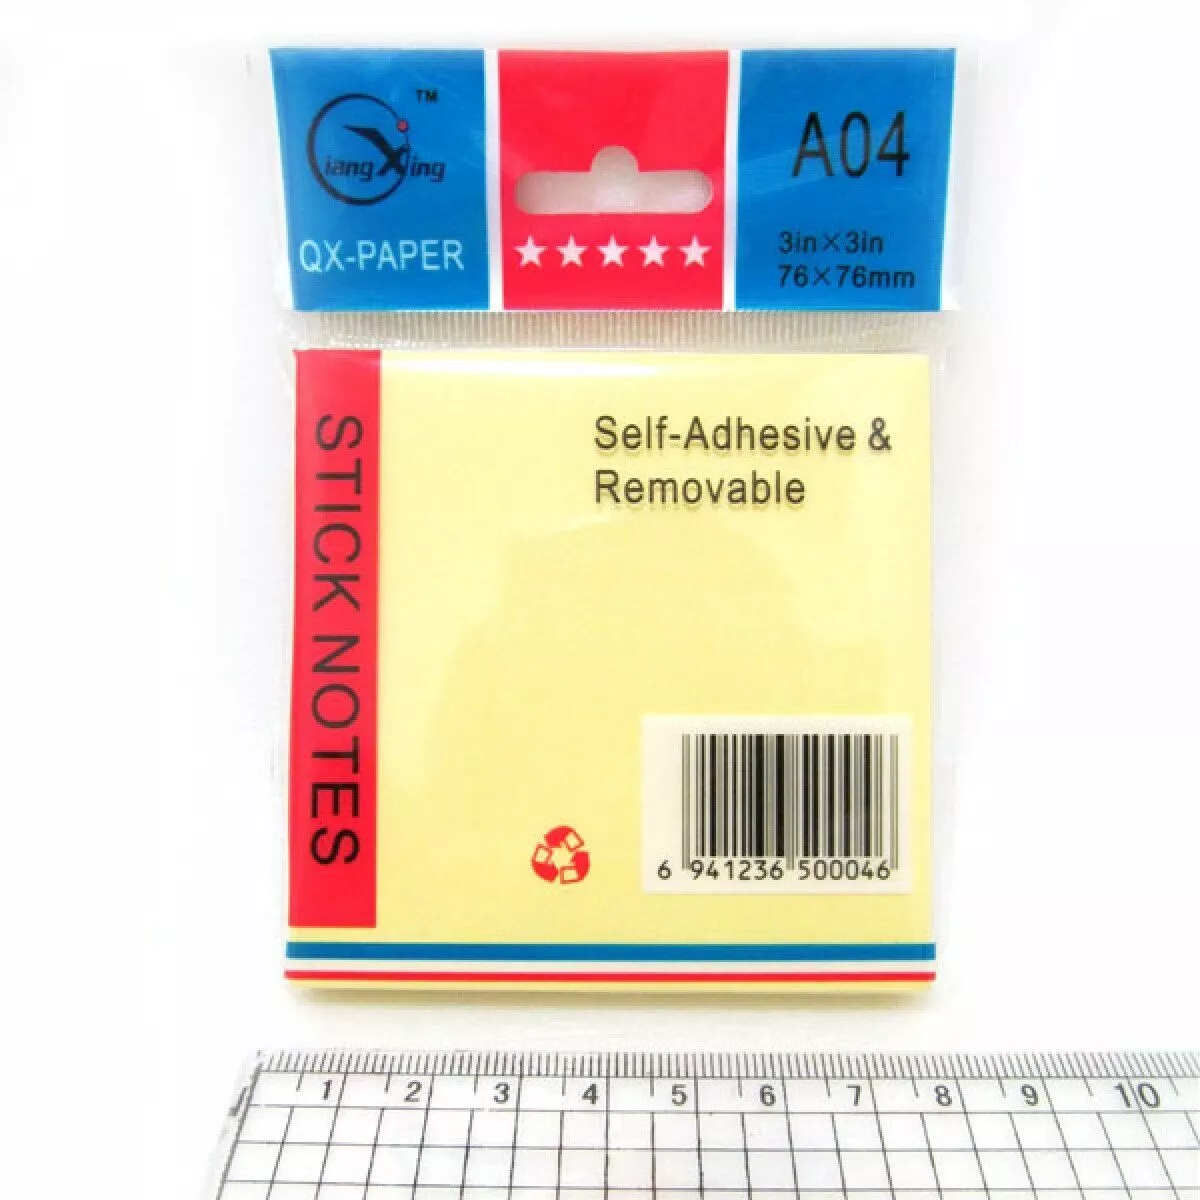 TM
QiangXing
QX-PAPER
A04
3in×3in
76×76mm
STICK NOTES
Self-Adhesive &
Removable
6 941236 500046
1 2 3 4 5 6 7 8 9 10